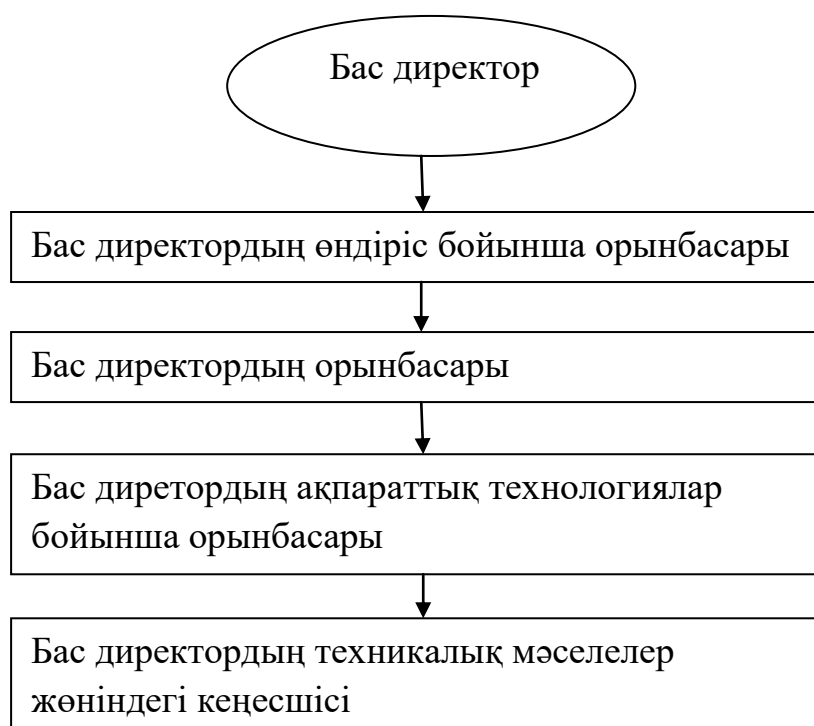 Бас директор
Бас директордың өндіріс бойынша орынбасары
Бас директордың орынбасары
Бас диретордың ақпараттық технологиялар
бойынша орынбасары
Бас директордың техникалық мәселелер
жөніндегі кеңесшісі